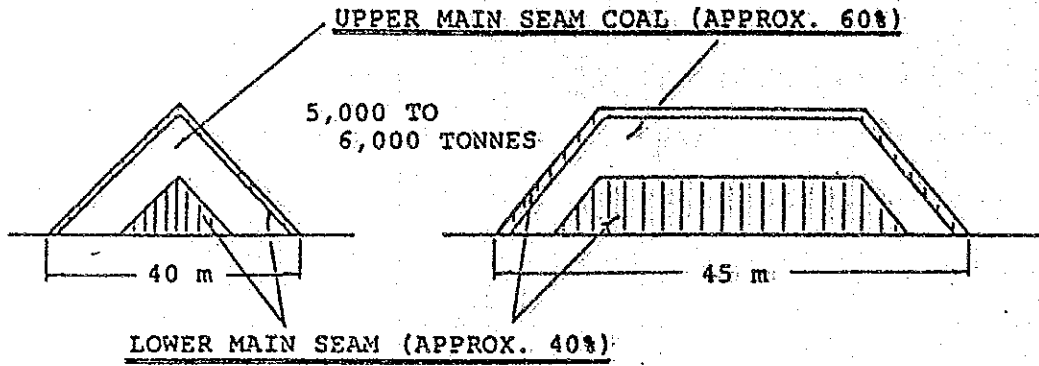 UPPER MAIN SEAM COAL (APPROX. 60%)
5,000 TO
6,000 TONNES
40 m
45 m
LOWER MAIN SEAM (APPROX. 40%)